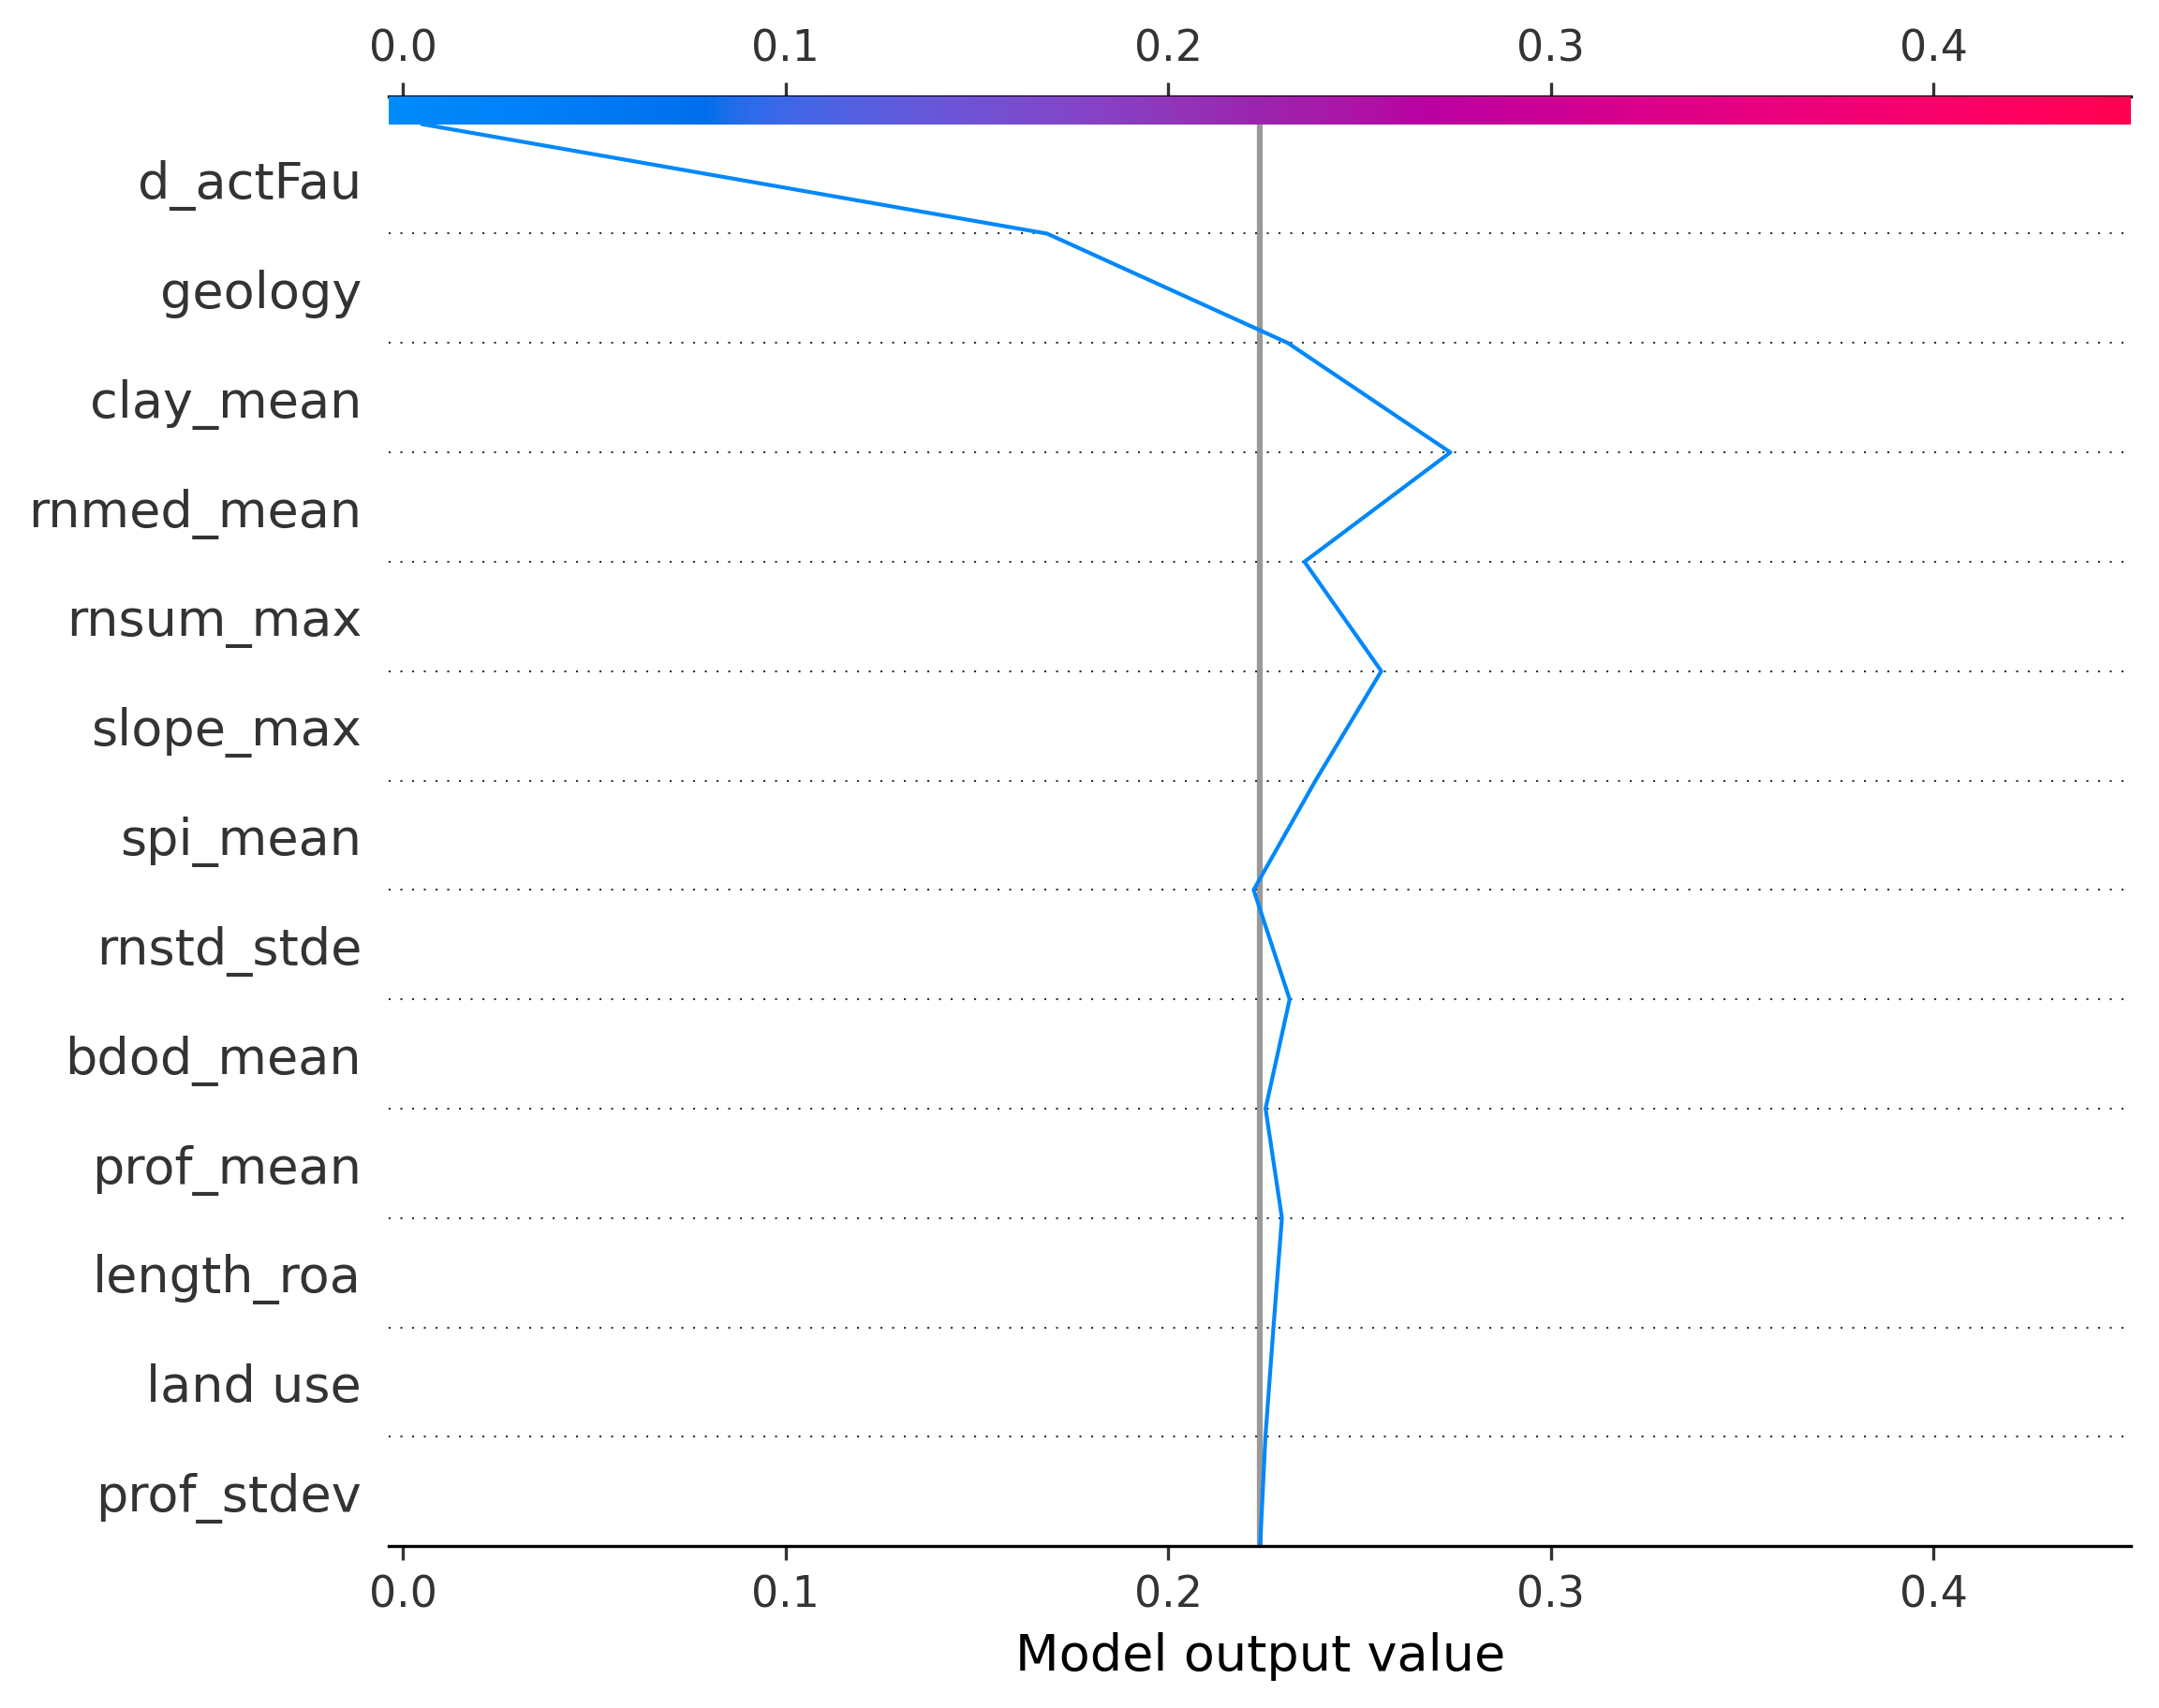 0.0 0.1 0.2 0.3 0.4
d_actFau
geology
clay_mean
rnmed_mean
rnsum_max
slope_max
spi_mean
rnstd_stde
bdod_mean
prof_mean
length_roa
land use
prof_stdev
0.0 0.1 0.2 0.3 0.4
Model output value